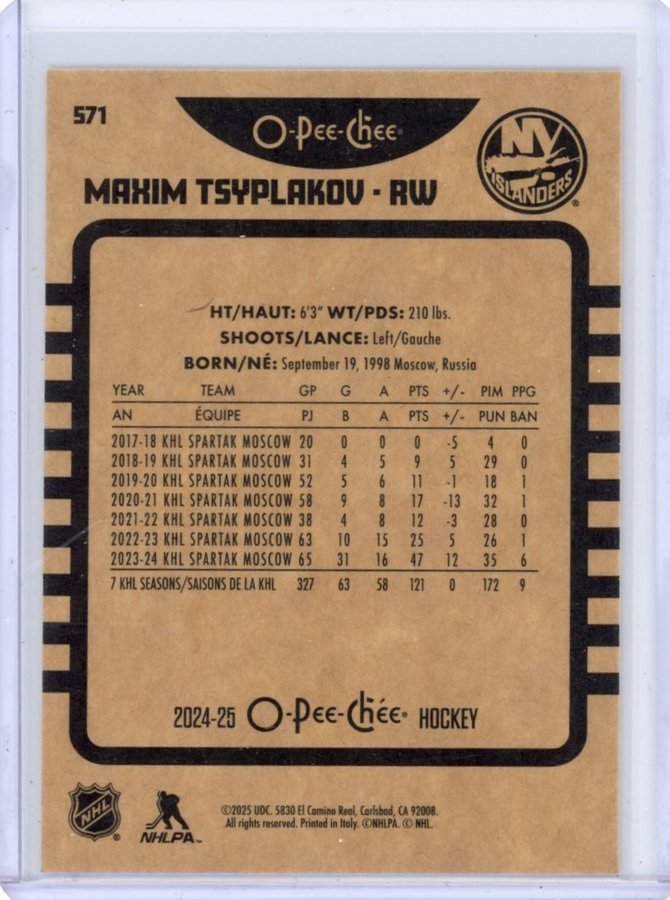 571
O-Pee-Chee
NY
ISLANDERS
MAXIM TSYPLAKOV - RW
HT/HAUT: 6'3" WT/PDS: 210 lbs.
SHOOTS/LANCE: Left/Gauche
BORN/NÉ: September 19, 1998 Moscow, Russia
YEAR TEAM GP G A PTS +/- PIM PPG
AN ÉQUIPE PJ B A PTS +/- PUN BAN
2017-18 KHL SPARTAK MOSCOW 20 0 0 0 -5 4 0
2018-19 KHL SPARTAK MOSCOW 31 4 5 9 5 29 0
2019-20 KHL SPARTAK MOSCOW 52 5 6 11 -1 18 1
2020-21 KHL SPARTAK MOSCOW 58 9 8 17 -13 32 1
2021-22 KHL SPARTAK MOSCOW 38 4 8 12 -3 28 0
2022-23 KHL SPARTAK MOSCOW 63 10 15 25 5 26 1
2023-24 KHL SPARTAK MOSCOW 65 31 16 47 12 35 6
7 KHL SEASONS/SAISONS DE LA KHL 327 63 58 121 0 172 9
2024-25 O-Pee-Chée® HOCKEY
NHL
NHLPA™
©2025 UDC. 5830 El Camino Real, Carlsbad, CA 92008.
All rights reserved. Printed in Italy. ©NHLPA. © NHL.